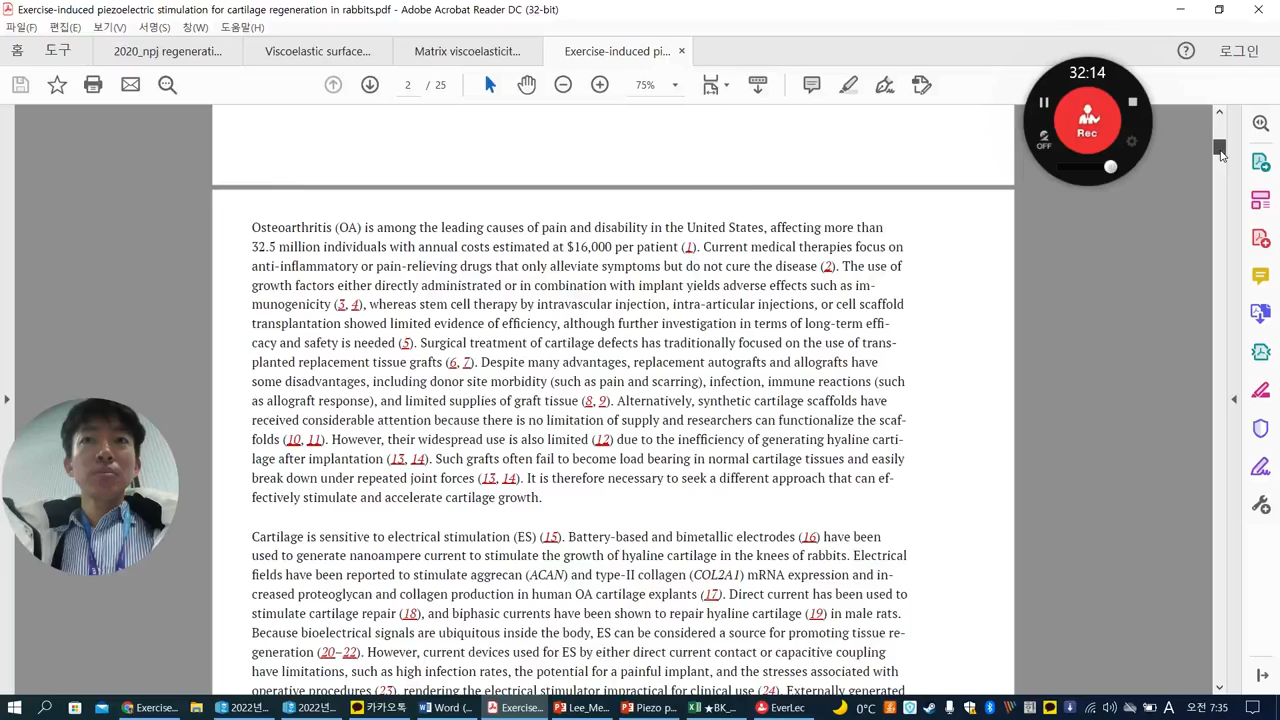 Exercise-induced piezoelectric stimulation for cartilage regeneration in rabbits.pdf - Adobe Acrobat Reader DC (32-bit)
파일(F) 편집(E) 보기(V) 서명(S) 창(W) 도움말(H)
홈 도구 2020_npj regenerati... Viscoelastic surface... Matrix viscoelasticit... Exercise-induced pi... × 로그인
2 / 25 75%
32:14
Rec
OFF
Osteoarthritis (OA) is among the leading causes of pain and disability in the United States, affecting more than
32.5 million individuals with annual costs estimated at $16,000 per patient (1). Current medical therapies focus on
anti-inflammatory or pain-relieving drugs that only alleviate symptoms but do not cure the disease (2). The use of
growth factors either directly administrated or in combination with implant yields adverse effects such as im-
munogenicity (3, 4), whereas stem cell therapy by intravascular injection, intra-articular injections, or cell scaffold
transplantation showed limited evidence of efficiency, although further investigation in terms of long-term effi-
cacy and safety is needed (5). Surgical treatment of cartilage defects has traditionally focused on the use of trans-
planted replacement tissue grafts (6, 7). Despite many advantages, replacement autografts and allografts have
some disadvantages, including donor site morbidity (such as pain and scarring), infection, immune reactions (such
as allograft response), and limited supplies of graft tissue (8, 9). Alternatively, synthetic cartilage scaffolds have
received considerable attention because there is no limitation of supply and researchers can functionalize the scaf-
folds (10, 11). However, their widespread use is also limited (12) due to the inefficiency of generating hyaline carti-
lage after implantation (13, 14). Such grafts often fail to become load bearing in normal cartilage tissues and easily
break down under repeated joint forces (13, 14). It is therefore necessary to seek a different approach that can ef-
fectively stimulate and accelerate cartilage growth.
Cartilage is sensitive to electrical stimulation (ES) (15). Battery-based and bimetallic electrodes (16) have been
used to generate nanoampere current to stimulate the growth of hyaline cartilage in the knees of rabbits. Electrical
fields have been reported to stimulate aggrecan (ACAN) and type-II collagen (COL2A1) mRNA expression and in-
creased proteoglycan and collagen production in human OA cartilage explants (17). Direct current has been used to
stimulate cartilage repair (18), and biphasic currents have been shown to repair hyaline cartilage (19) in male rats.
Because bioelectrical signals are ubiquitous inside the body, ES can be considered a source for promoting tissue re-
generation (20–22). However, current devices used for ES by either direct current contact or capacitive coupling
have limitations, such as high infection rates, the potential for a painful implant, and the stresses associated with
operative procedures (23), rendering the electrical stimulator impractical for clinical use (24). Externally generated
Exercise... 2022년... 2022년... 카카오톡 Word (... Exercise... Lee_Me... Piezo p... ★BK_... EverLec 0°C A 오전 7:35